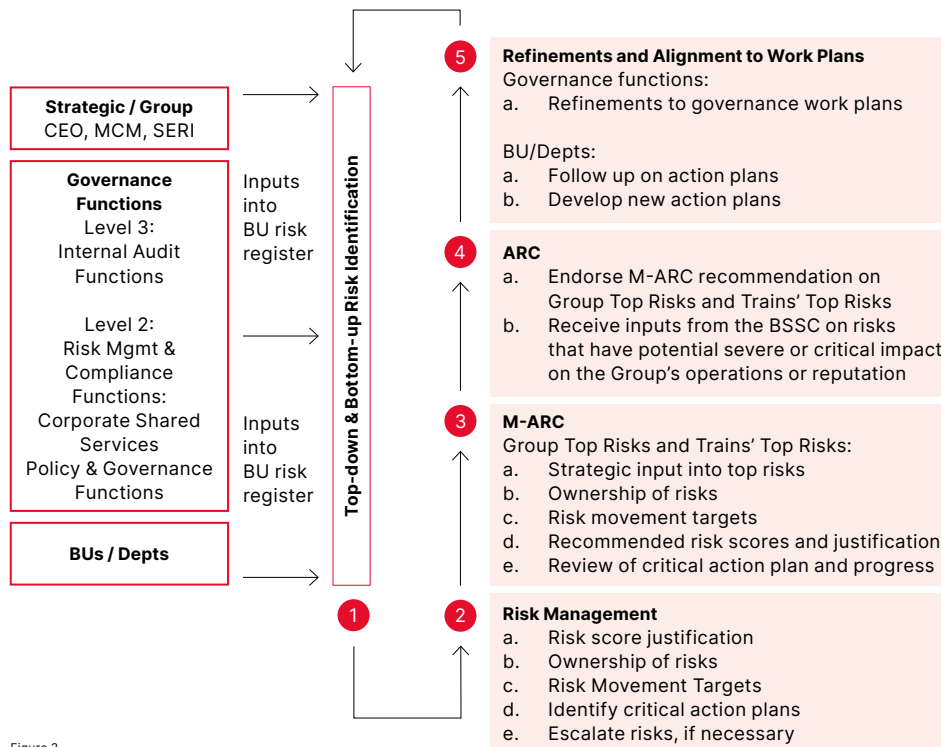 Strategic / Group
CEO, MCM, SERI
Governance
Functions
Level 3:
Internal Audit
Functions
Level 2:
Risk Mgmt &
Compliance
Functions:
Corporate Shared
Services
Policy & Governance
Functions
BUs / Depts
Inputs
into
BU risk
register
Inputs
into
BU risk
register
Top-down & Bottom-up Risk Identification
1
5
Refinements and Alignment to Work Plans
Governance functions:
a. Refinements to governance work plans
BU/Depts:
a. Follow up on action plans
b. Develop new action plans
4
ARC
a. Endorse M-ARC recommendation on
Group Top Risks and Trains’ Top Risks
b. Receive inputs from the BSSC on risks
that have potential severe or critical impact
on the Group’s operations or reputation
3
M-ARC
Group Top Risks and Trains’ Top Risks:
a. Strategic input into top risks
b. Ownership of risks
c. Risk movement targets
d. Recommended risk scores and justification
e. Review of critical action plan and progress
2
Risk Management
a. Risk score justification
b. Ownership of risks
c. Risk Movement Targets
d. Identify critical action plans
e. Escalate risks, if necessary